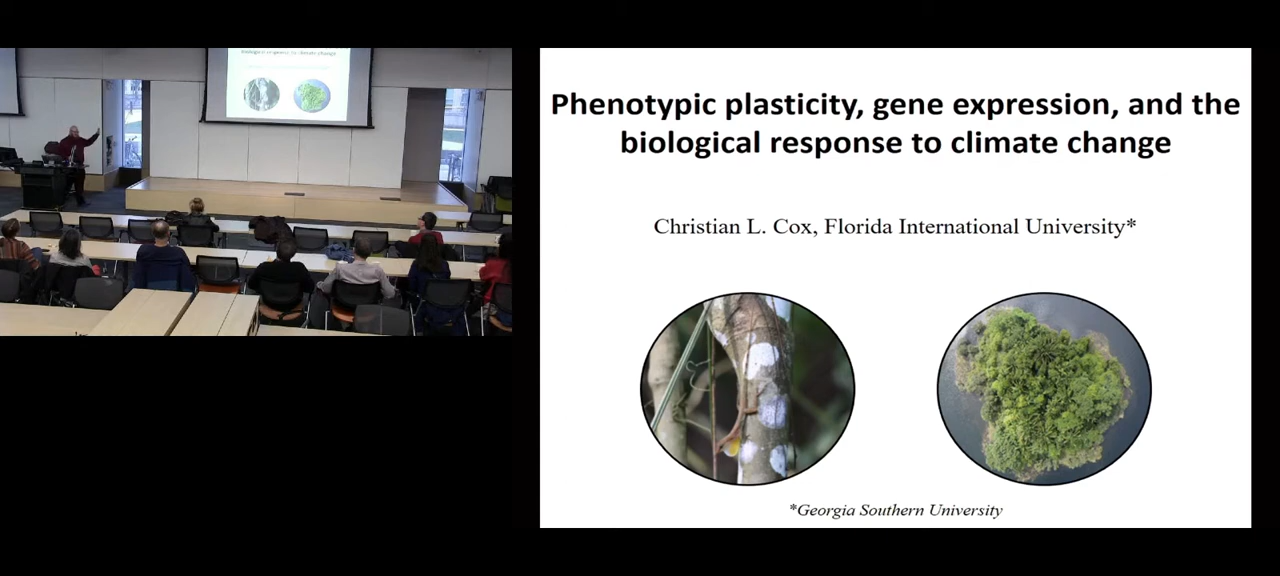 Phenotypic plasticity, gene expression, and the
biological response to climate change
Christian L. Cox, Florida International University*
*Georgia Southern University